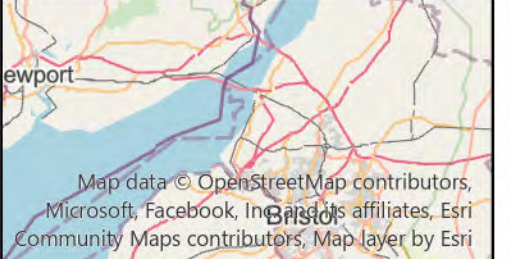 ewport
Map data © OpenStreetMap contributors,
Bristol
Microsoft, Facebook, Inc. and its affiliates, Esri
Community Maps contributors, Map layer by Esri